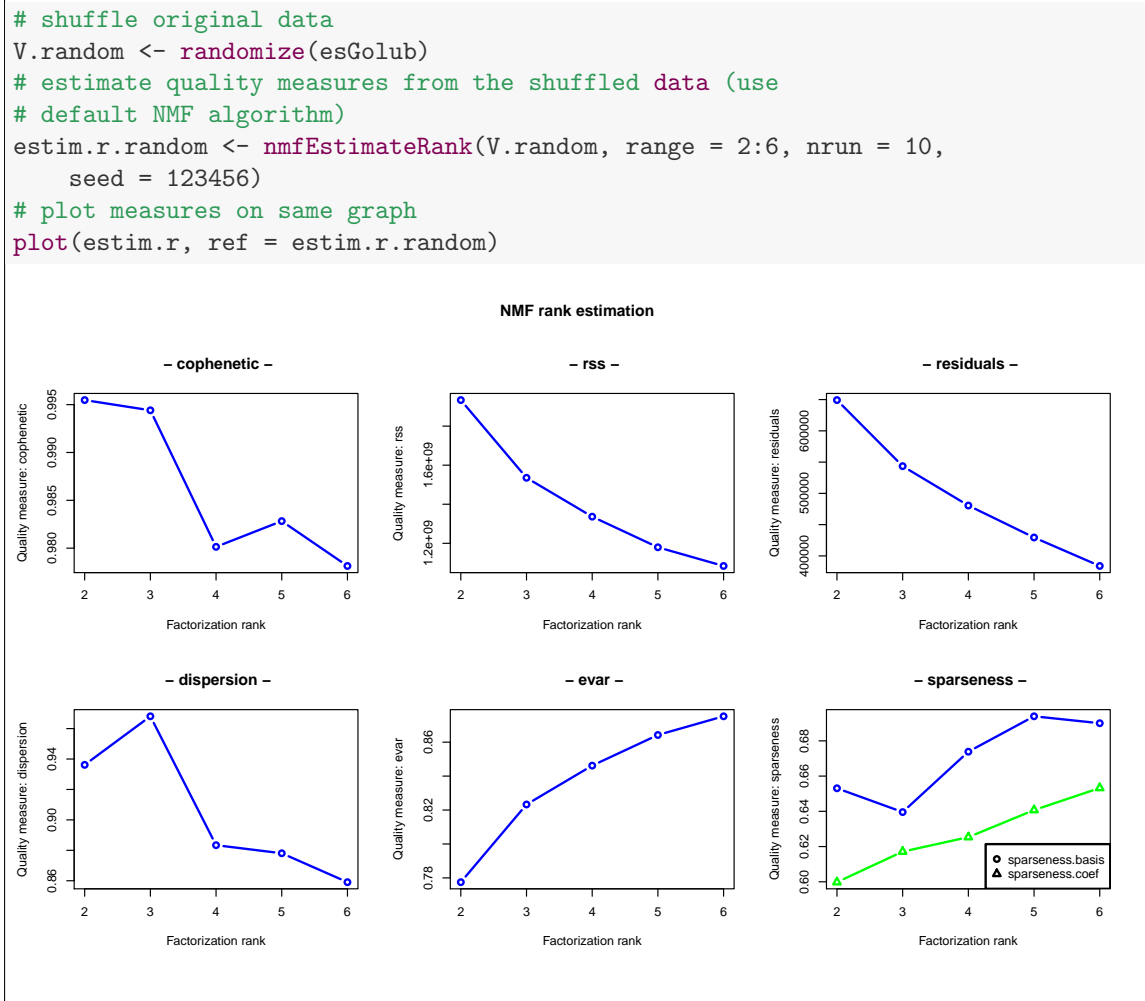 # shuffle original data
V.random <- randomize(esGolub)
# estimate quality measures from the shuffled data (use
# default NMF algorithm)
estim.r.random <- nmfEstimateRank(V.random, range = 2:6, nrun = 10,
    seed = 123456)
# plot measures on same graph
plot(estim.r, ref = estim.r.random)
NMF rank estimation
– cophenetic –
Quality measure: cophenetic
0.980 0.985 0.990 0.995
2 3 4 5 6
Factorization rank
– rss –
Quality measure: rss
1.2e+09 1.6e+09
2 3 4 5 6
Factorization rank
– residuals –
Quality measure: residuals
400000 500000 600000
2 3 4 5 6
Factorization rank
– dispersion –
Quality measure: dispersion
0.86 0.90 0.94
2 3 4 5 6
Factorization rank
– evar –
Quality measure: evar
0.78 0.82 0.86
2 3 4 5 6
Factorization rank
– sparseness –
Quality measure: sparseness
0.60 0.62 0.64 0.66 0.68
sparseness.basis
sparseness.coef
2 3 4 5 6
Factorization rank